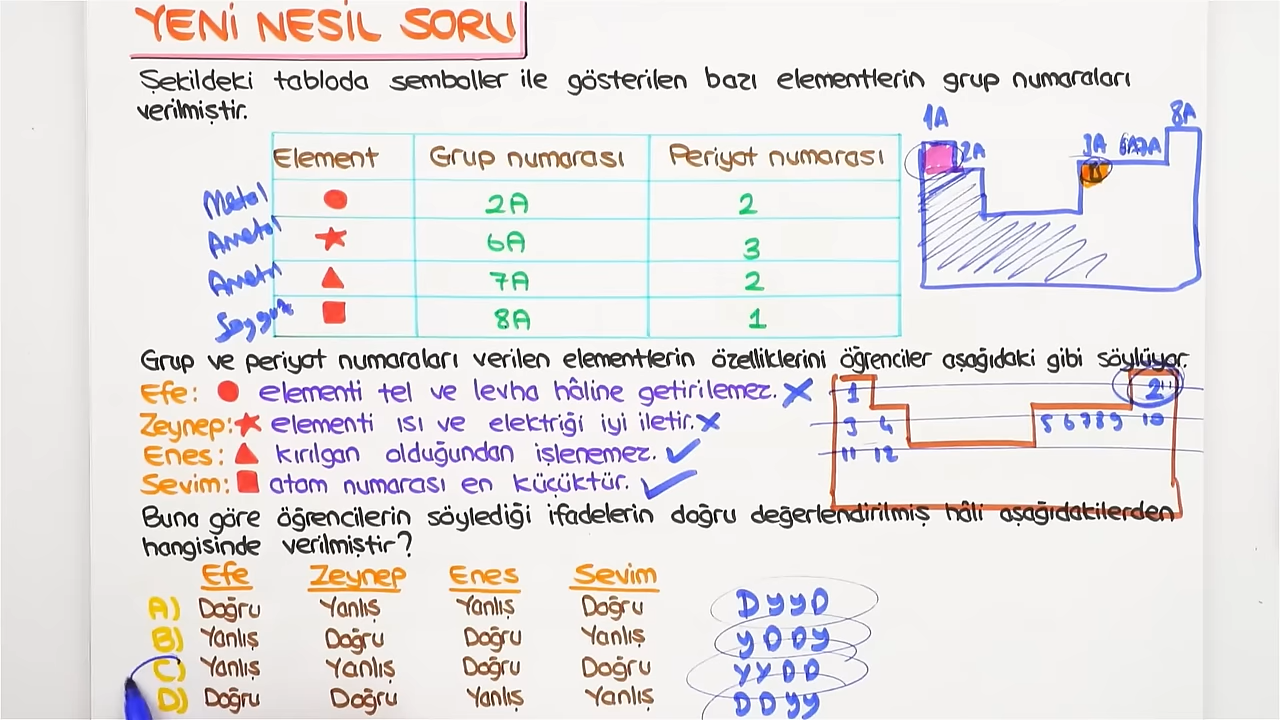 YENİ NESİL SORU
Şekildeki tabloda semboller ile gösterilen bazı elementlerin grup numaraları
verilmiştir.
1A
2A
3A 6A 7A
8A
B
Element Grup numarası Periyot numarası
Metal 2A 2
Ametal 6A 3
Ametal 7A 2
Soygaz 8A 1
Grup ve periyot numaraları verilen elementlerin özelliklerini öğrenciler aşağıdaki gibi söylüyor.
Efe: elementi tel ve levha hâline getirilemez.
Zeynep: elementi ısı ve elektriği iyi iletir.
Enes: kırılgan olduğundan işlenemez.
Sevim: atom numarası en küçüktür.
1 2
3 4 5 6 7 8 9 10
11 12
Buna göre öğrencilerin söylediği ifadelerin doğru değerlendirilmiş hâli aşağıdakilerden
hangisinde verilmiştir?
Efe Zeynep Enes Sevim
A) Doğru Yanlış Yanlış Doğru DYYD
B) Yanlış Doğru Doğru Yanlış YDDY
C) Yanlış Yanlış Doğru Doğru YYDD
D) Doğru Doğru Yanlış Yanlış DDYY